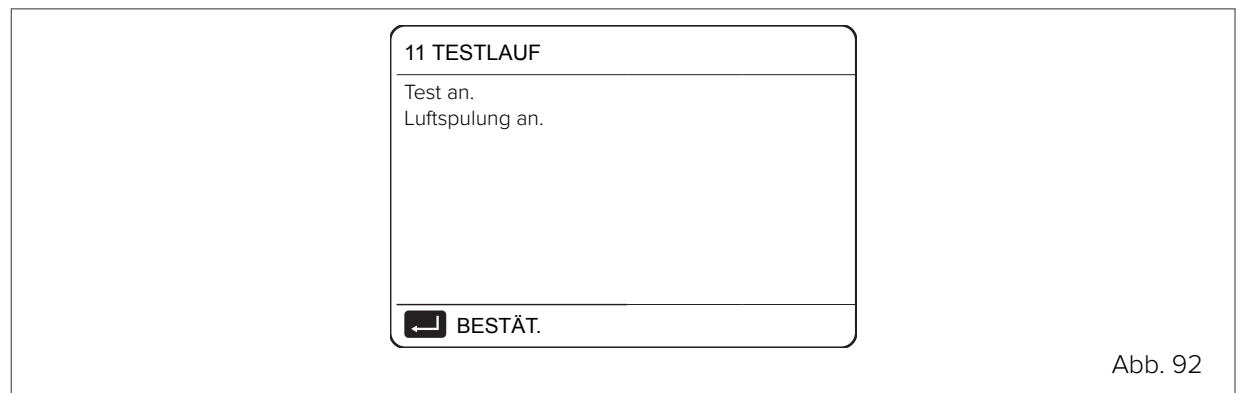 11 TESTLAUF
Test an.
Luftspulung an.
BESTÄT.
Abb. 92